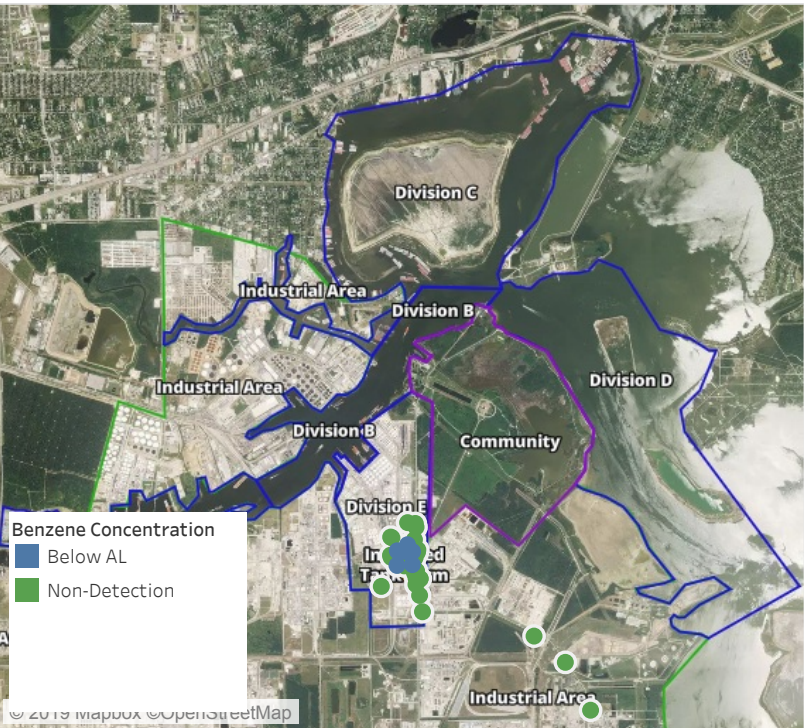 Division C
Industrial Area
Division B
Division D
Industrial Area
Division B
Community
Division E
Benzene Concentration
Below AL
Non-Detection
Industrial Area
© 2019 Mapbox ©OpenStreetMap